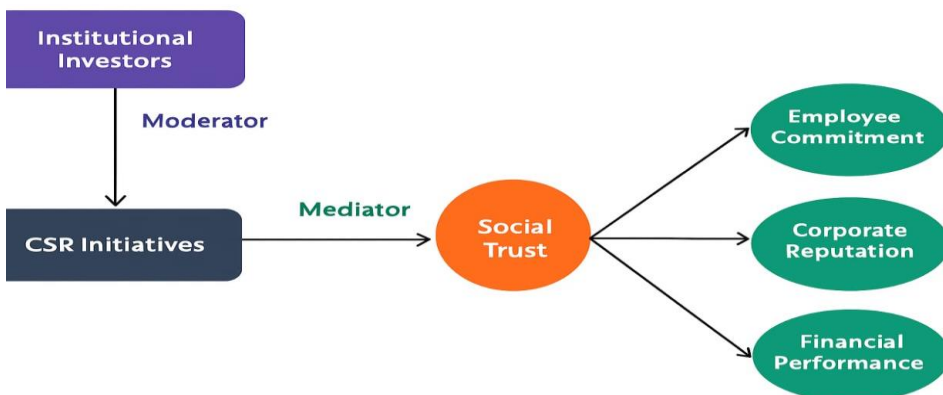 Institutional
Investors
Moderator
CSR Initiatives
Mediator
Social
Trust
Employee
Commitment
Corporate
Reputation
Financial
Performance